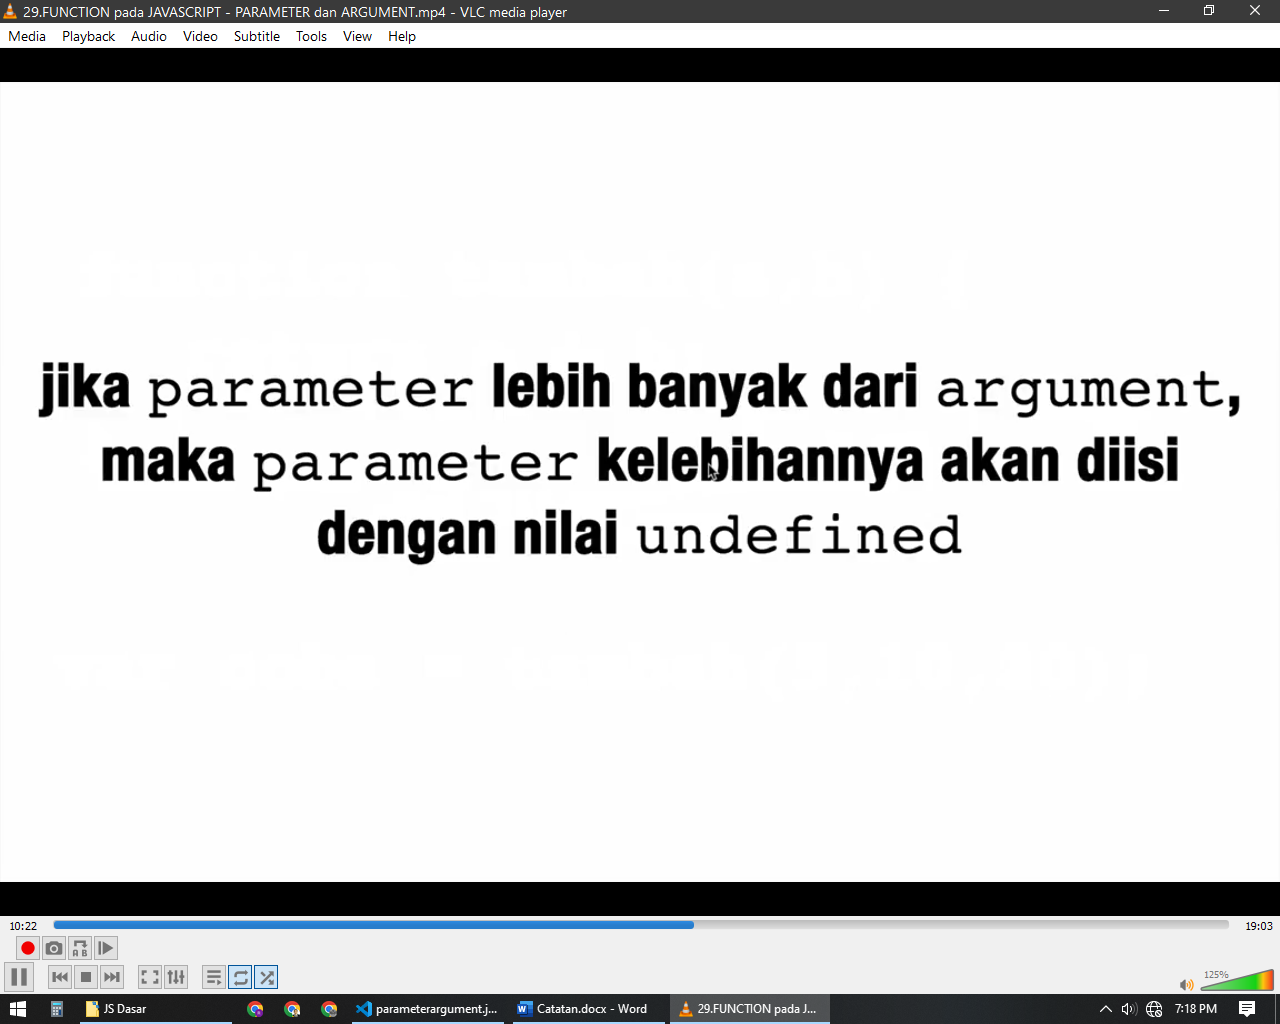 29.FUNCTION pada JAVASCRIPT - PARAMETER dan ARGUMENT.mp4 - VLC media player
Media Playback Audio Video Subtitle Tools View Help
jika parameter lebih banyak dari argument,
maka parameter kelebihannya akan diisi
dengan nilai undefined
10:22 19:03
A B
125%
JS Dasar parameterargument.j... Catatan.docx - Word 29.FUNCTION pada J... 7:18 PM